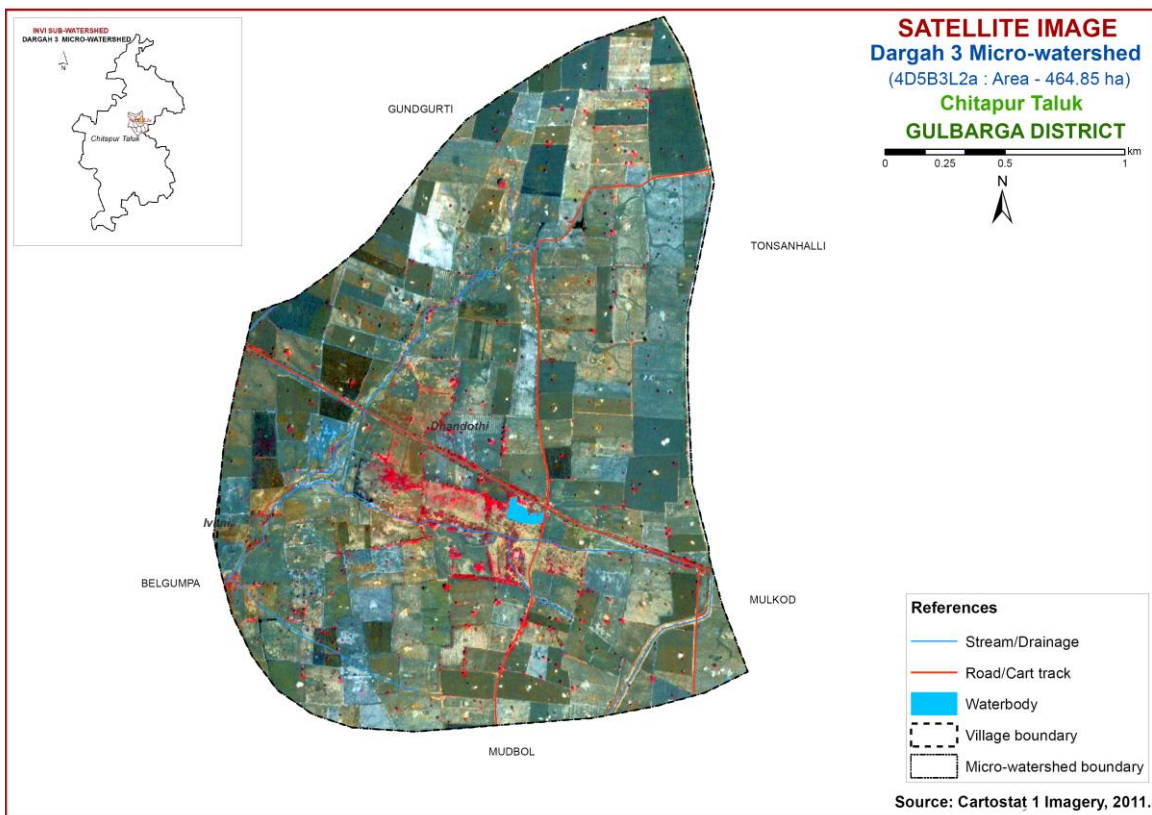 INVI SUB-WATERSHED
DARGAH 3 MICRO-WATERSHED
N
Chitapur Taluk
SATELLITE IMAGE
Dargah 3 Micro-watershed
(4D5B3L2a : Area - 464.85 ha)
Chitapur Taluk
GULBARGA DISTRICT
km
0 0.25 0.5 1
N
GUNDGURTI
TONSANHALLI
Dhandothi
BELGUMPA
MULKOD
MUDBOL
References
Stream/Drainage
Road/Cart track
Waterbody
Village boundary
Micro-watershed boundary
Source: Cartostat 1 Imagery, 2011.